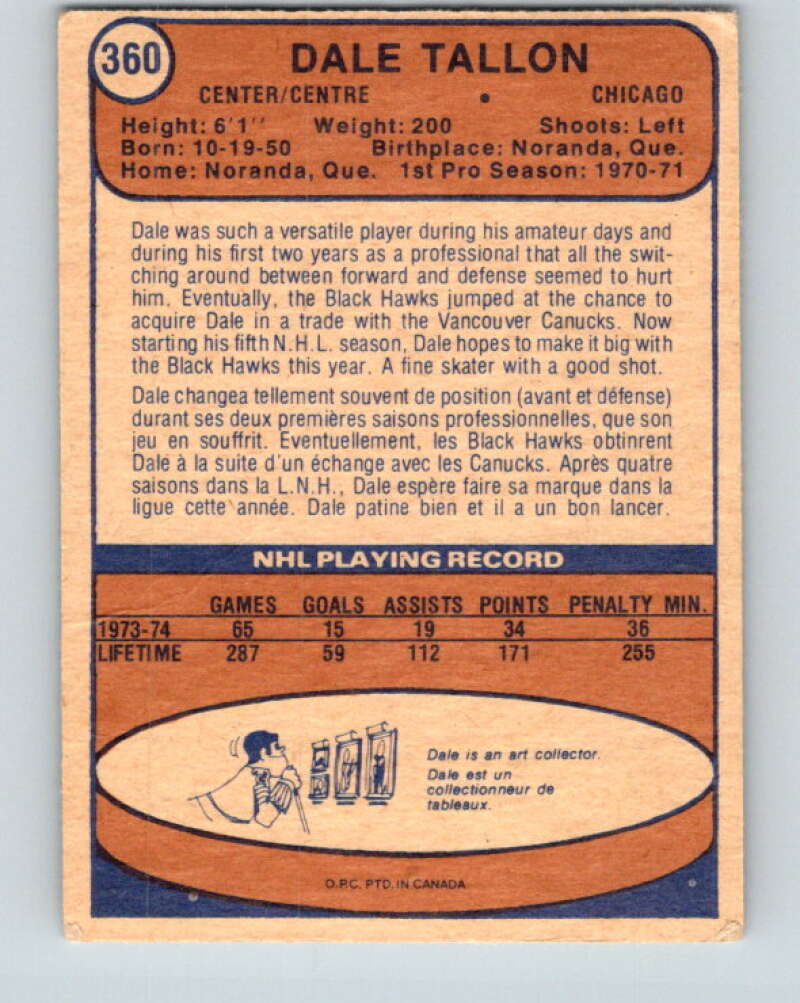 360
DALE TALLON
CENTER/CENTRE • CHICAGO
Height: 6'1'' Weight: 200 Shoots: Left
Born: 10-19-50 Birthplace: Noranda, Que.
Home: Noranda, Que. 1st Pro Season: 1970-71
Dale was such a versatile player during his amateur days and
during his first two years as a professional that all the swit-
ching around between forward and defense seemed to hurt
him. Eventually, the Black Hawks jumped at the chance to
acquire Dale in a trade with the Vancouver Canucks. Now
starting his fifth N.H.L. season, Dale hopes to make it big with
the Black Hawks this year. A fine skater with a good shot.
Dale changea tellement souvent de position (avant et défense)
durant ses deux premières saisons professionnelles, que son
jeu en souffrit. Eventuellement, les Black Hawks obtinrent
Dale à la suite d'un échange avec les Canucks. Après quatre
saisons dans la L.N.H., Dale espère faire sa marque dans la
ligue cette année. Dale patine bien et il a un bon lancer.
NHL PLAYING RECORD
GAMES GOALS ASSISTS POINTS PENALTY MIN.
1973-74 65 15 19 34 36
LIFETIME 287 59 112 171 255
Dale is an art collector.
Dale est un
collectionneur de
tableaux.
O.P.C. PTD. IN CANADA